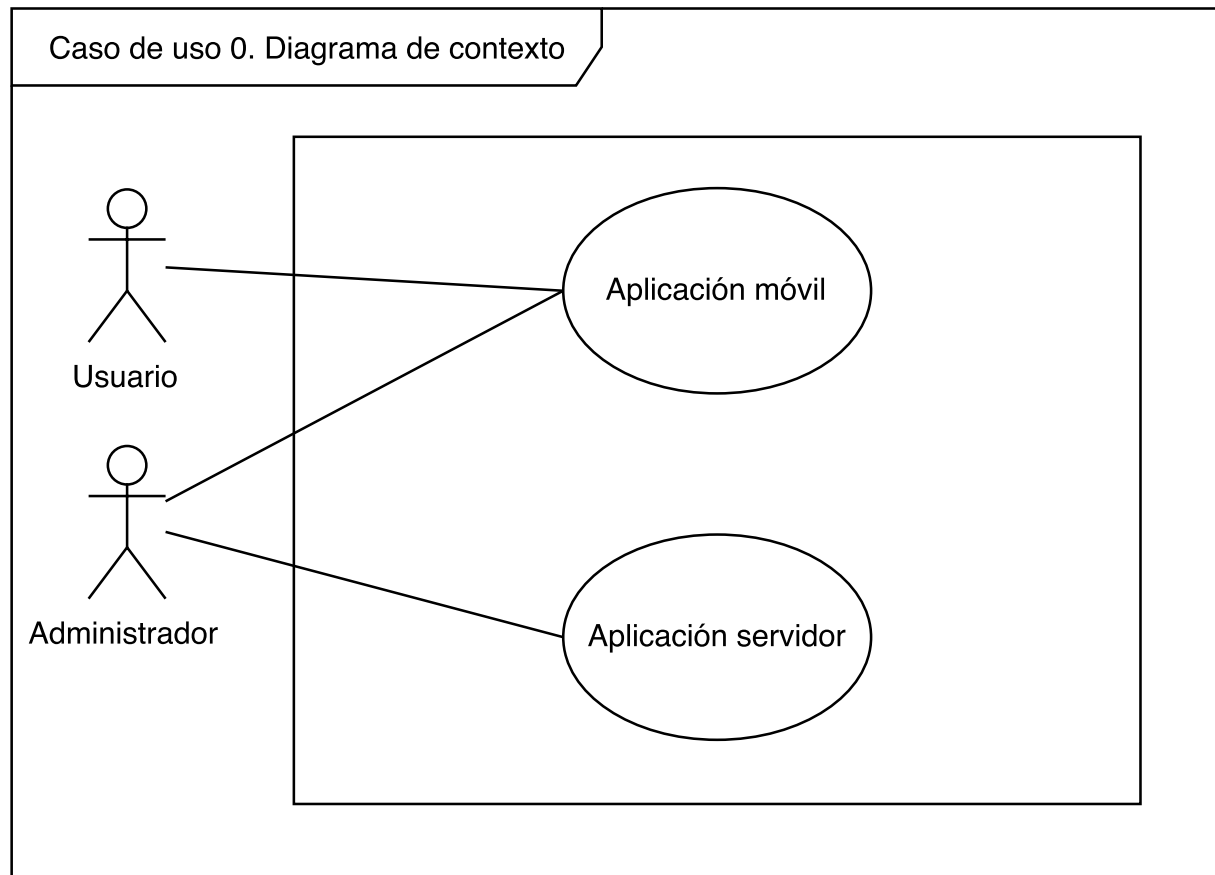 Caso de uso 0. Diagrama de contexto
Aplicación móvil
Usuario
Administrador
Aplicación servidor